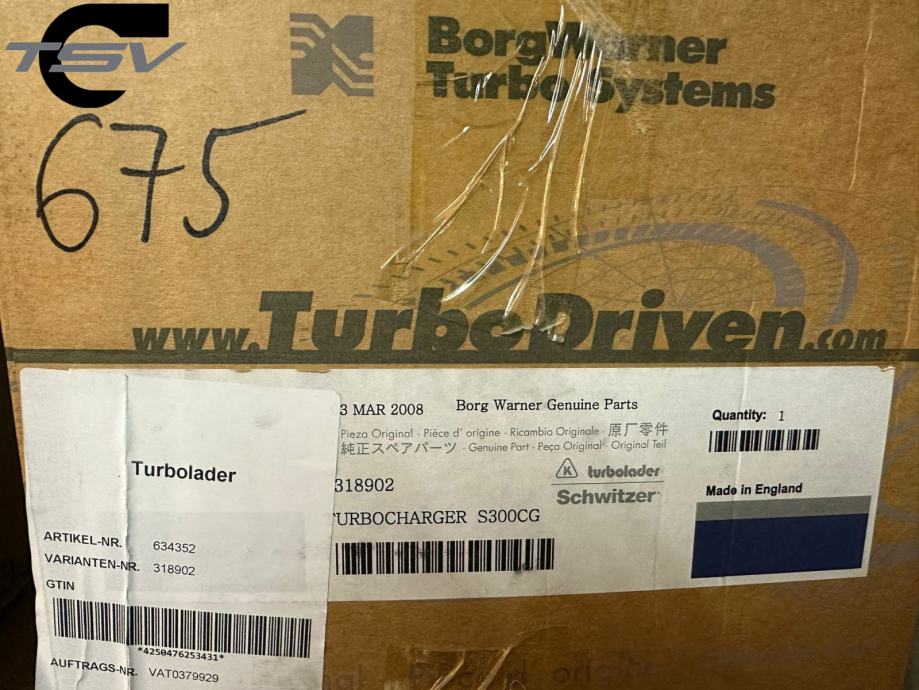 TSV
675
BorgWarner
Turbo Systems
www.TurboDriven.com
3 MAR 2008 Borg Warner Genuine Parts
Quantity: 1
Pieza Original · Pièce d' origine · Ricambio Originale · 原厂零件
純正スペアパーツ · Genuine Part · Peça Original · Original Teil
318902
K turbolader
Schwitzer
Made in England
TURBOCHARGER S300CG
Turbolader
ARTIKEL-NR. 634352
VARIANTEN-NR. 318902
GTIN
*4250476253431*
AUFTRAGS-NR. VAT0379929